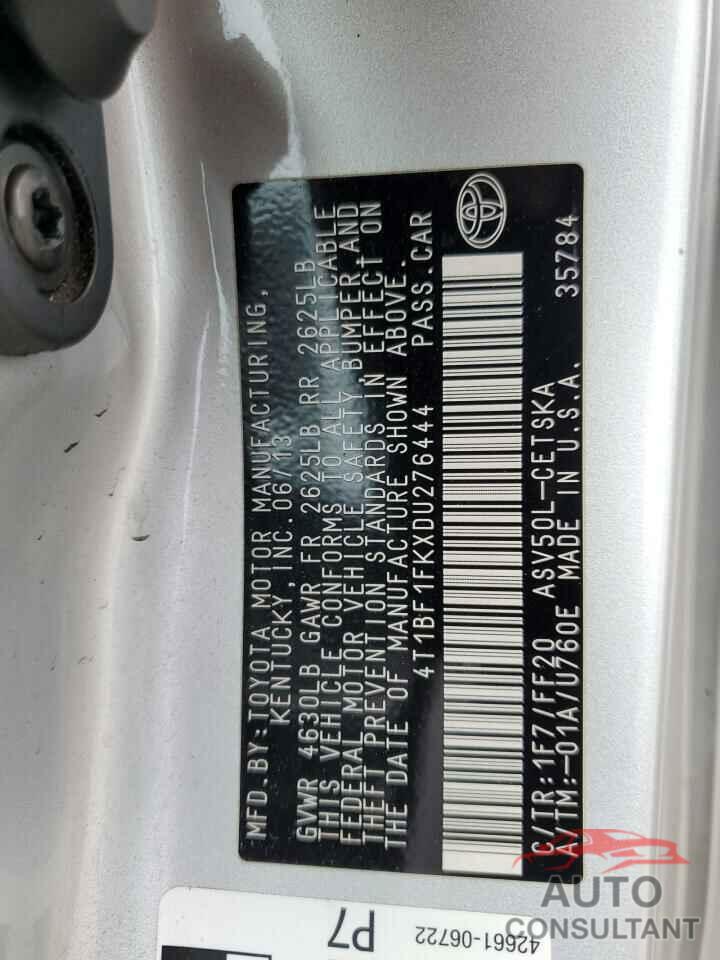 MFD.BY:TOYOTA MOTOR MANUFACTURING,
KENTUCKY, INC. 06/13
GVWR 4630LB GAWR FR 2625LB RR 2625LB
THIS VEHICLE CONFORMS TO ALL APPLICABLE
FEDERAL MOTOR VEHICLE SAFETY, BUMPER, AND
THEFT PREVENTION STANDARDS IN EFFECT ON
THE DATE OF MANUFACTURE SHOWN ABOVE.
4T1BF1FKXDU276444 PASS.CAR
C/TR:1F7/FF20 ASV50L-CETSKA 35784
A/TM:-01A/U760E MADE IN U.S.A.
42661-06722
P7
AUTO
CONSULTANT